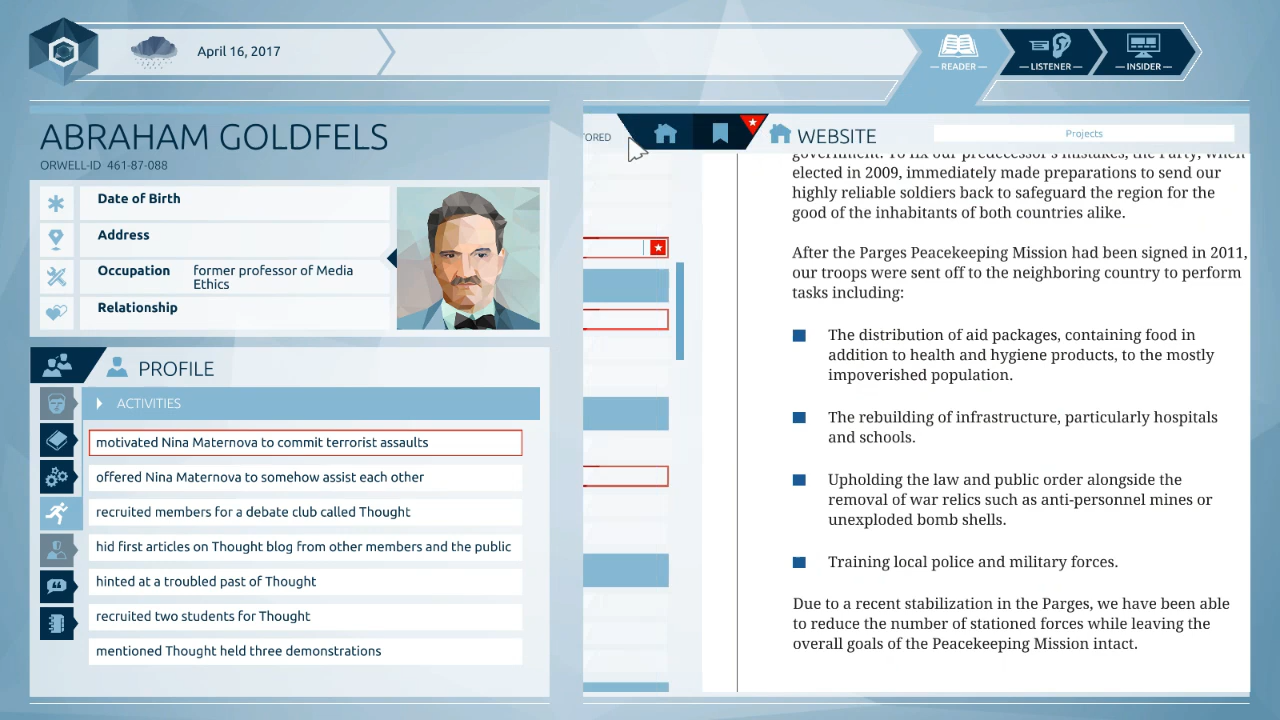 April 16, 2017
— READER —
— LISTENER —
— INSIDER —
ABRAHAM GOLDFELS
ORWELL-ID 461-87-088
Date of Birth
Address
Occupation former professor of Media
Ethics
Relationship
PROFILE
ACTIVITIES
motivated Nina Maternova to commit terrorist assaults
offered Nina Maternova to somehow assist each other
recruited members for a debate club called Thought
hid first articles on Thought blog from other members and the public
hinted at a troubled past of Thought
recruited two students for Thought
mentioned Thought held three demonstrations
TORED
WEBSITE
Projects
government. To fix our predecessor's mistakes, the Party, when
elected in 2009, immediately made preparations to send our
highly reliable soldiers back to safeguard the region for the
good of the inhabitants of both countries alike.
After the Parges Peacekeeping Mission had been signed in 2011,
our troops were sent off to the neighboring country to perform
tasks including:
The distribution of aid packages, containing food in
addition to health and hygiene products, to the mostly
impoverished population.
The rebuilding of infrastructure, particularly hospitals
and schools.
Upholding the law and public order alongside the
removal of war relics such as anti-personnel mines or
unexploded bomb shells.
Training local police and military forces.
Due to a recent stabilization in the Parges, we have been able
to reduce the number of stationed forces while leaving the
overall goals of the Peacekeeping Mission intact.